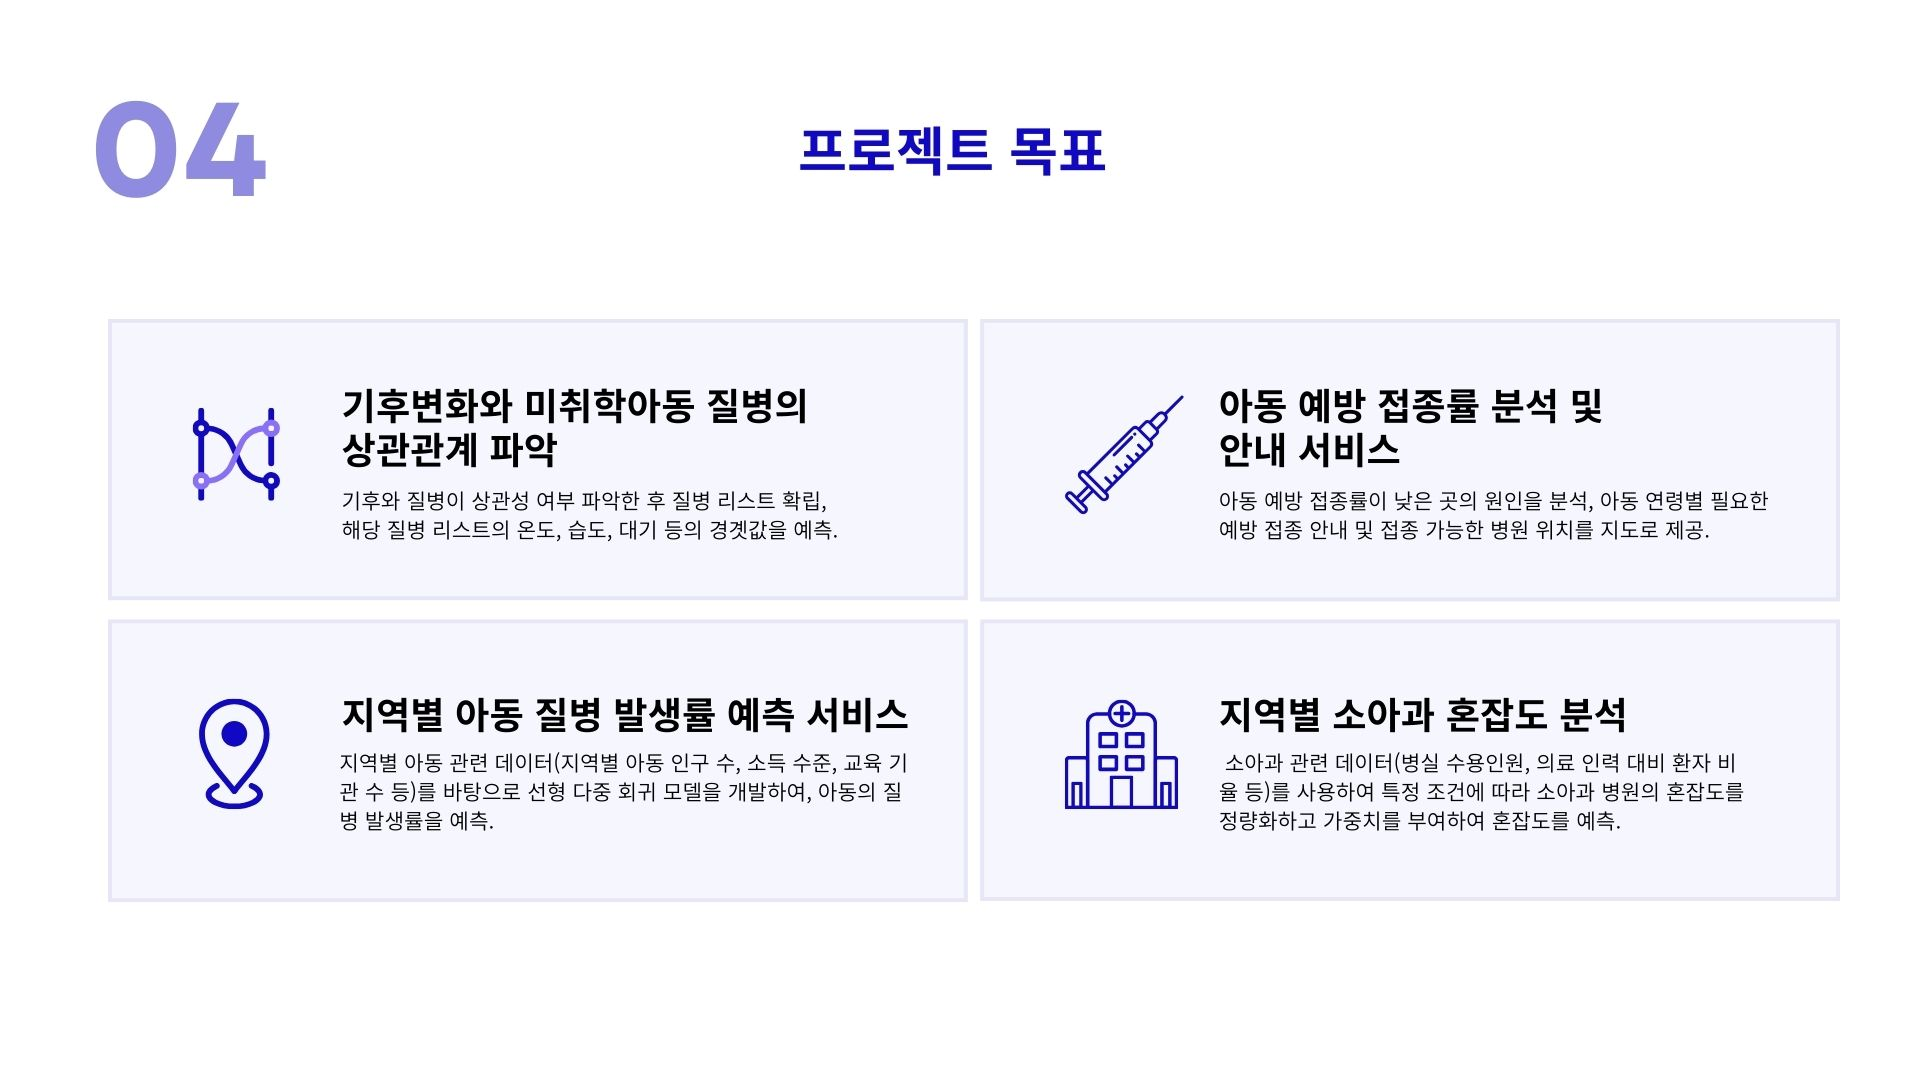 04
프로젝트 목표
기후변화와 미취학아동 질병의
상관관계 파악
기후와 질병이 상관성 여부 파악한 후 질병 리스트 확립,
해당 질병 리스트의 온도, 습도, 대기 등의 경곗값을 예측.
아동 예방 접종률 분석 및
안내 서비스
아동 예방 접종률이 낮은 곳의 원인을 분석, 아동 연령별 필요한
예방 접종 안내 및 접종 가능한 병원 위치를 지도로 제공.
지역별 아동 질병 발생률 예측 서비스
지역별 아동 관련 데이터(지역별 아동 인구 수, 소득 수준, 교육 기
관 수 등)를 바탕으로 선형 다중 회귀 모델을 개발하여, 아동의 질
병 발생률을 예측.
지역별 소아과 혼잡도 분석
소아과 관련 데이터(병실 수용인원, 의료 인력 대비 환자 비
율 등)를 사용하여 특정 조건에 따라 소아과 병원의 혼잡도를
정량화하고 가중치를 부여하여 혼잡도를 예측.